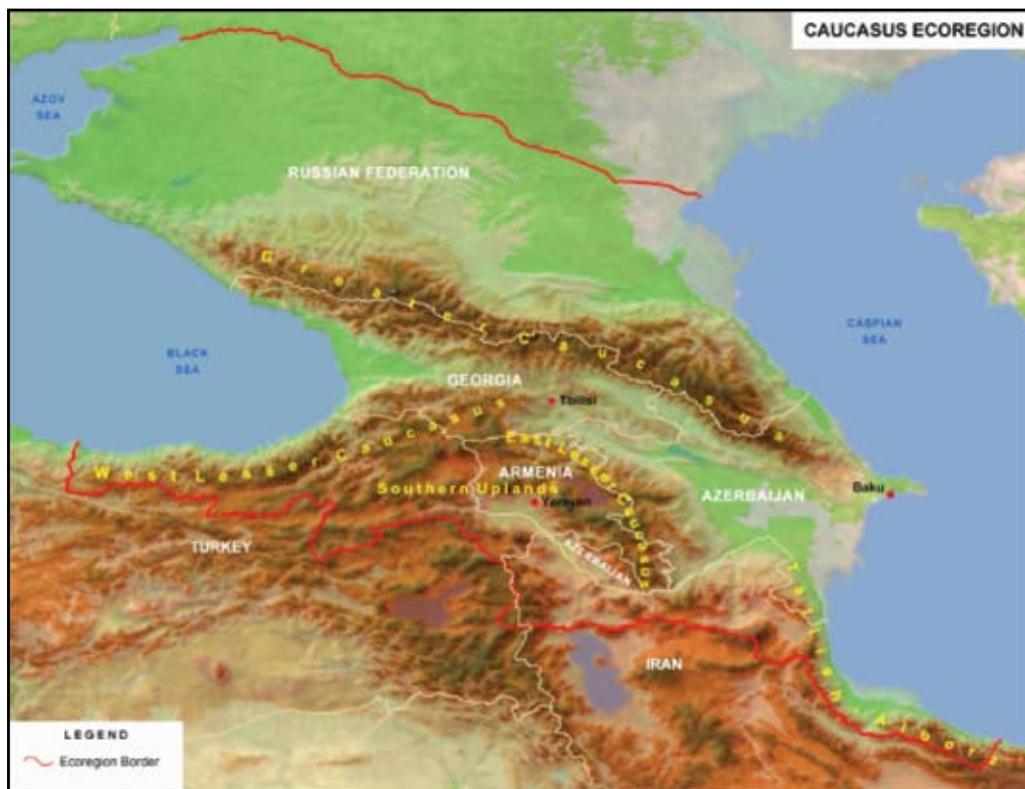 CAUCASUS ECOREGION
AZOV
SEA
RUSSIAN FEDERATION
Greater Caucasus
CASPIAN
SEA
BLACK
SEA
GEORGIA
Tbilisi
West Lesser Caucasus
East Lesser Caucasus
ARMENIA
Southern Uplands
Yerevan
AZERBAIJAN
Baku
TURKEY
AZERBAIJAN
IRAN
Talysh-Alborz
LEGEND
Ecoregion Border